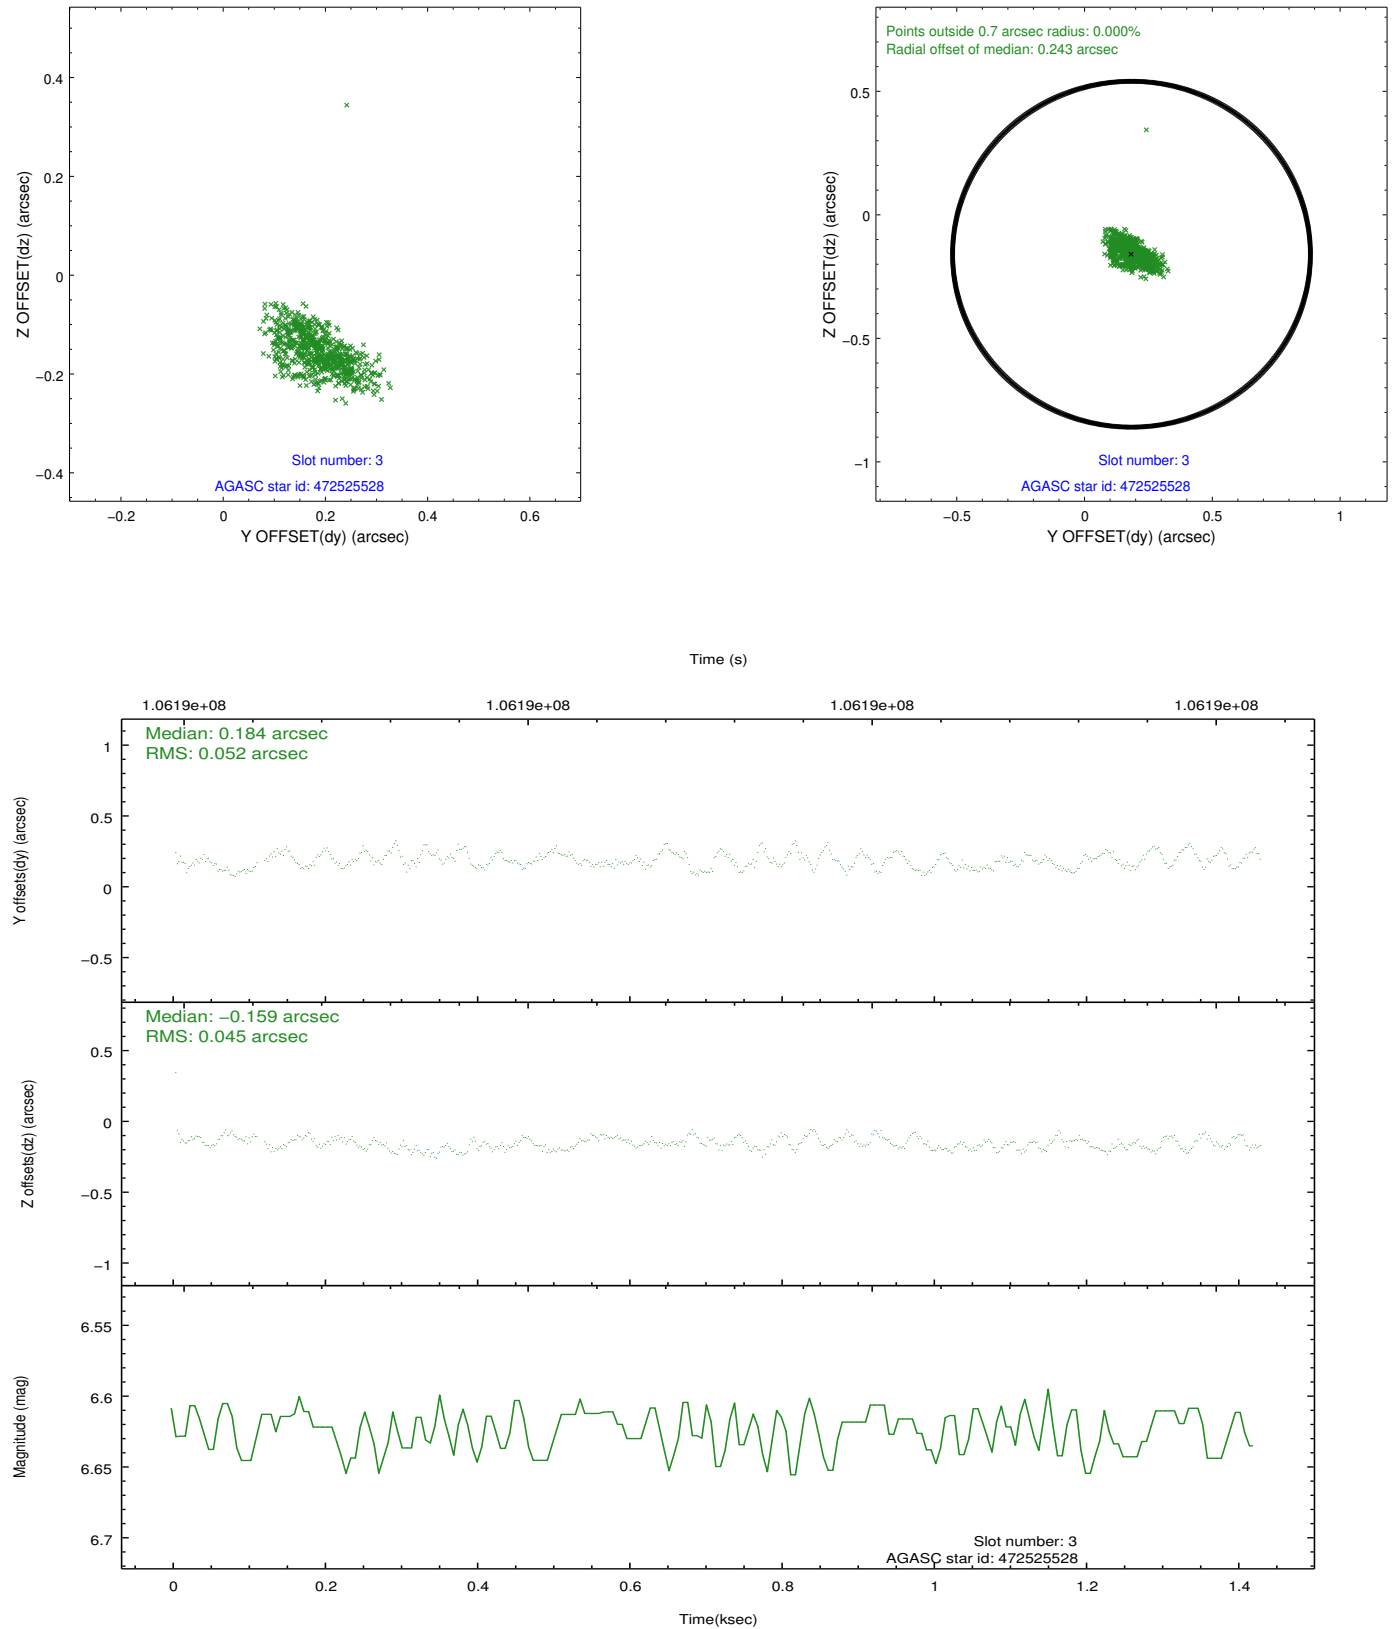 0.4
0.2
0
−0.2
−0.4
Z OFFSET(dz) (arcsec)
Slot number: 3
AGASC star id: 472525528
−0.2
0
0.2
0.4
0.6
Y OFFSET(dy) (arcsec)
Points outside 0.7 arcsec radius: 0.000%
Radial offset of median: 0.243 arcsec
0.5
0
−0.5
−1
Z OFFSET(dz) (arcsec)
Slot number: 3
AGASC star id: 472525528
−0.5
0
0.5
1
Y OFFSET(dy) (arcsec)
Time (s)
1.0619e+08
1.0619e+08
1.0619e+08
1.0619e+08
Median: 0.184 arcsec
RMS: 0.052 arcsec
1
0.5
0
−0.5
Y offsets(dy) (arcsec)
Median: −0.159 arcsec
RMS: 0.045 arcsec
0.5
0
−0.5
−1
Z offsets(dz) (arcsec)
6.55
6.6
6.65
6.7
Magnitude (mag)
Slot number: 3
AGASC star id: 472525528
0
0.2
0.4
0.6
0.8
1
1.2
1.4
Time(ksec)